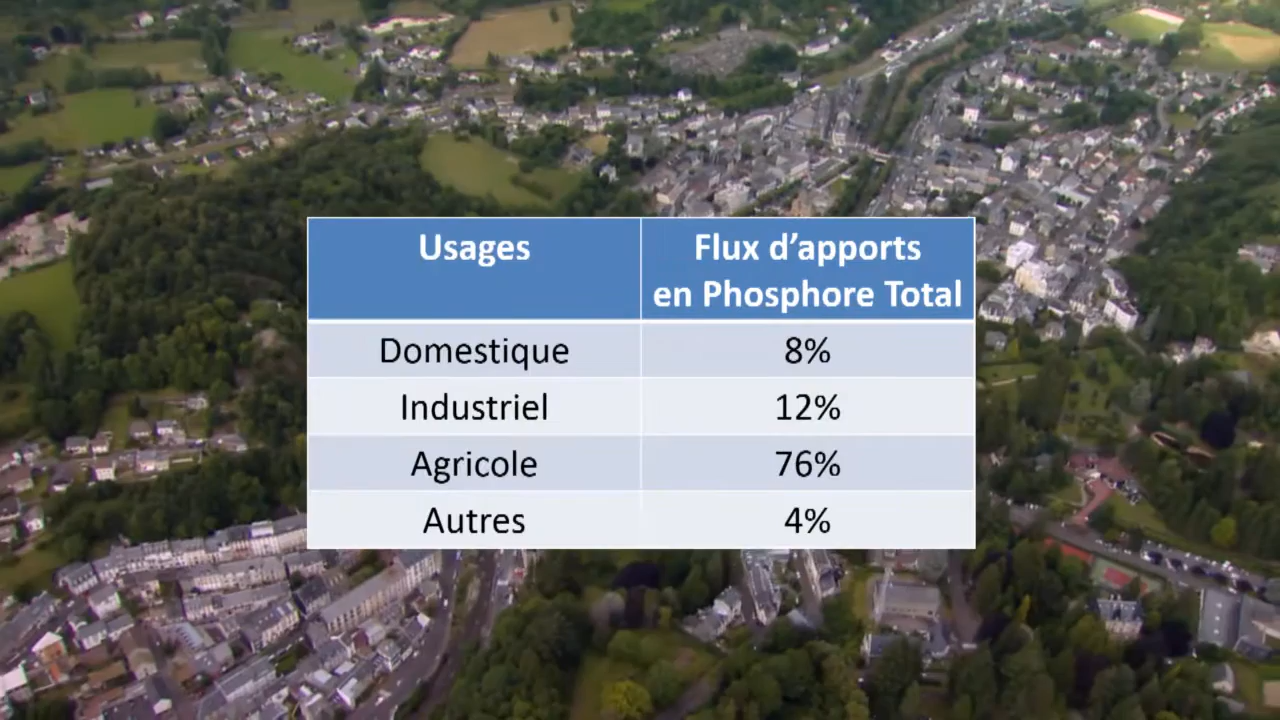 Usages
Flux d’apports
en Phosphore Total
Domestique 8%
Industriel 12%
Agricole 76%
Autres 4%